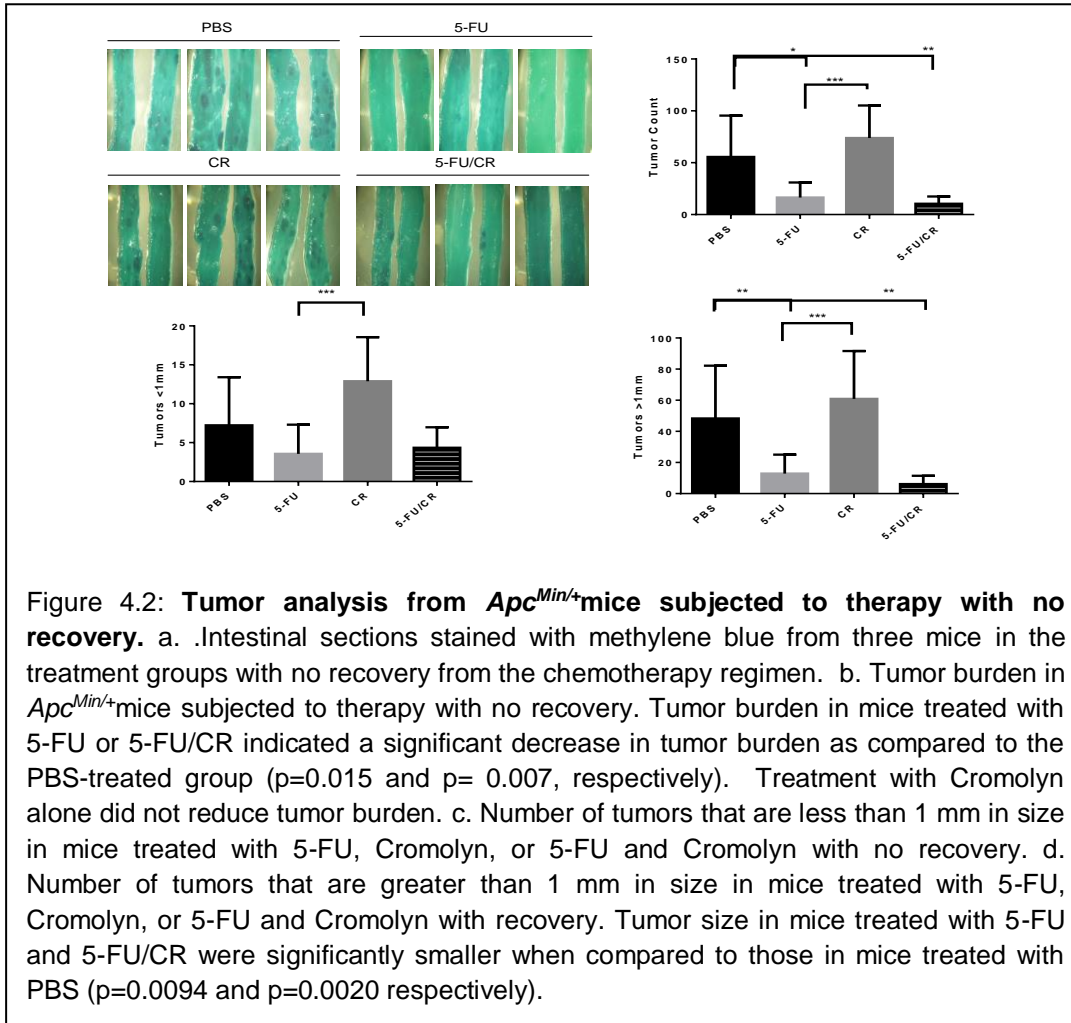 PBS
5-FU
CR
5-FU/CR
*
**
***
150
100
50
0
Tumor Count
PBS
5-FU
CR
5-FU/CR
***
20
15
10
5
0
Tumors <1mm
PBS
5-FU
CR
5-FU/CR
**
**
***
100
80
60
40
20
0
Tumors >1mm
PBS
5-FU
CR
5-FU/CR
Figure 4.2: Tumor analysis from Apc^Min/+mice subjected to therapy with no
recovery. a. .Intestinal sections stained with methylene blue from three mice in the
treatment groups with no recovery from the chemotherapy regimen. b. Tumor burden in
Apc^Min/+mice subjected to therapy with no recovery. Tumor burden in mice treated with
5-FU or 5-FU/CR indicated a significant decrease in tumor burden as compared to the
PBS-treated group (p=0.015 and p= 0.007, respectively). Treatment with Cromolyn
alone did not reduce tumor burden. c. Number of tumors that are less than 1 mm in size
in mice treated with 5-FU, Cromolyn, or 5-FU and Cromolyn with no recovery. d.
Number of tumors that are greater than 1 mm in size in mice treated with 5-FU,
Cromolyn, or 5-FU and Cromolyn with recovery. Tumor size in mice treated with 5-FU
and 5-FU/CR were significantly smaller when compared to those in mice treated with
PBS (p=0.0094 and p=0.0020 respectively).